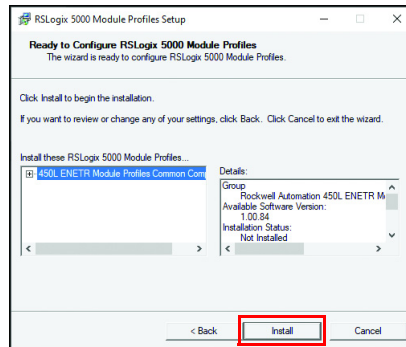 RSLogix 5000 Module Profiles Setup
Ready to Configure RSLogix 5000 Module Profiles
The wizard is ready to configure RSLogix 5000 Module Profiles.
Click Install to begin the installation.
If you want to review or change any of your settings, click Back. Click Cancel to exit the wizard.
Install these RSLogix 5000 Module Profiles...
450L ENETR Module Profiles Common Com
Details:
Group
Rockwell Automation 450L ENETR M
Available Software Version:
1.00.84
Installation Status:
Not Installed
< Back
Install
Cancel